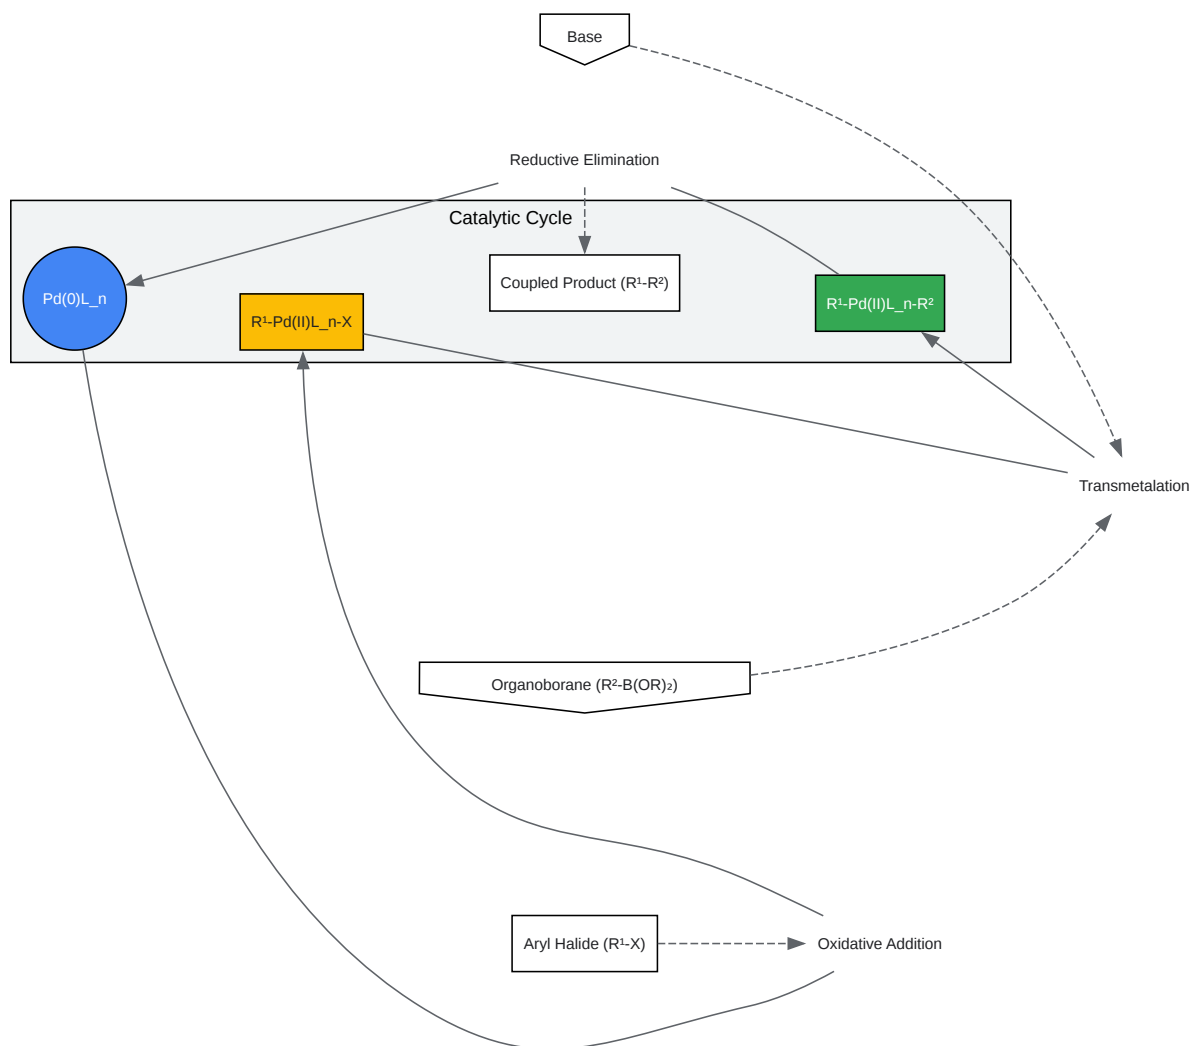 Base
Reductive Elimination
Catalytic Cycle
Coupled Product (R¹-R²)
Pd(0)L_n
R¹-Pd(II)L_n-X
R¹-Pd(II)L_n-R²
Transmetalation
Organoborane (R²-B(OR)₂)
Aryl Halide (R¹-X)
Oxidative Addition